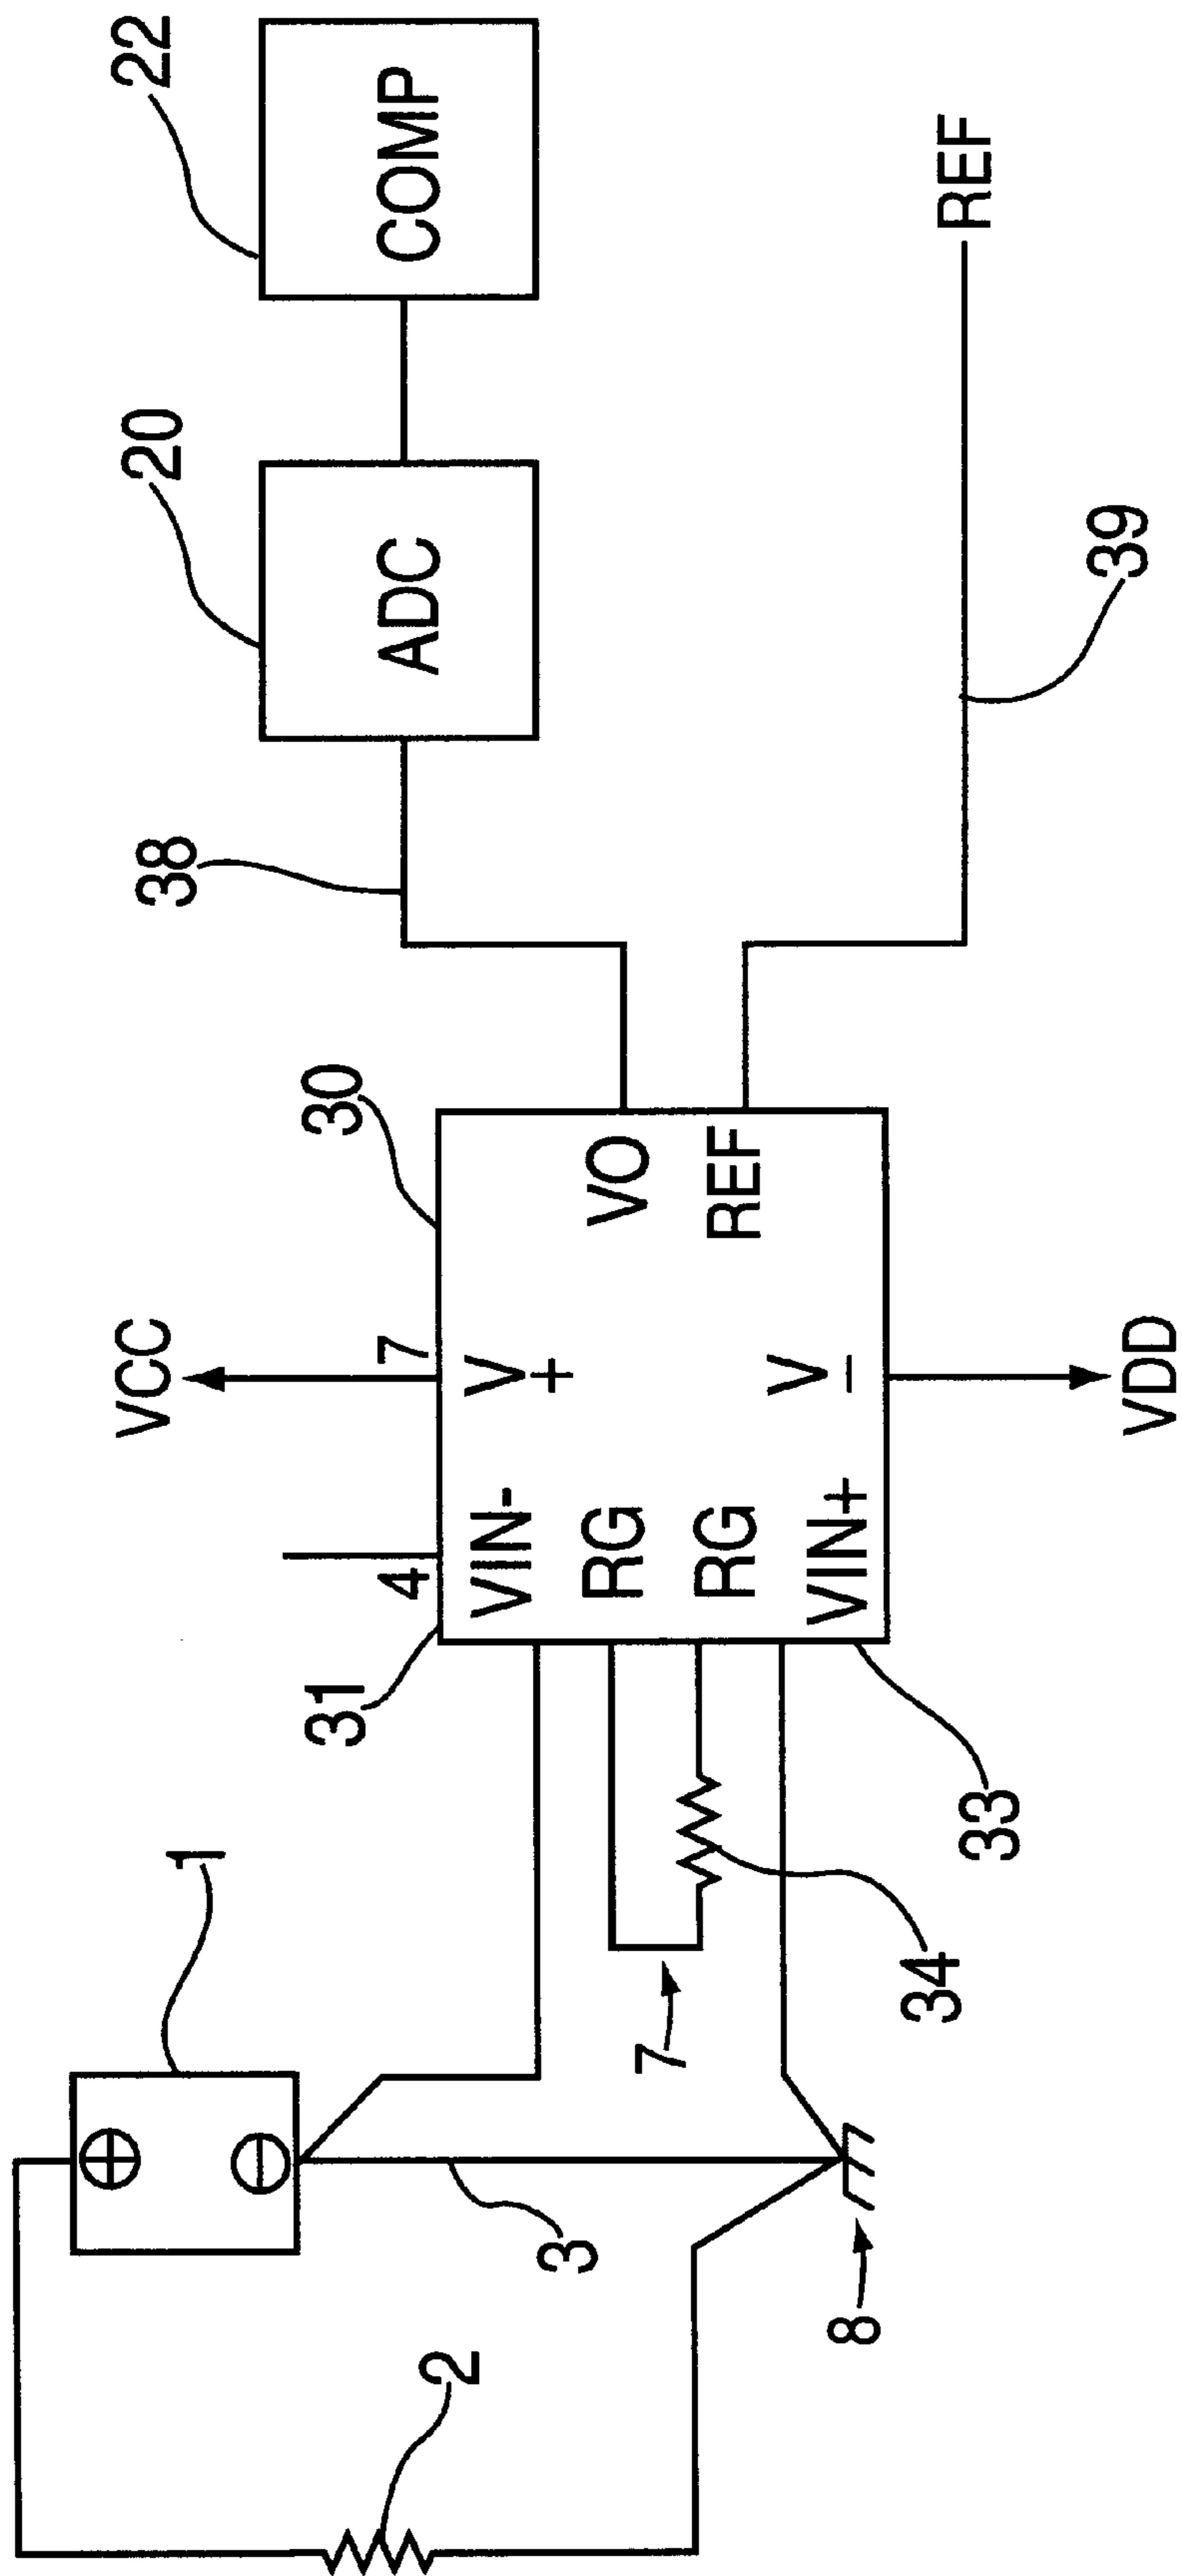 22
COMP
20
ADC
38
REF
39
30
VO
REF
VCC
7
V
+
V
–
VDD
4
VIN-
RG
RG
VIN+
31
33
1
34
7
+
–
3
8
2